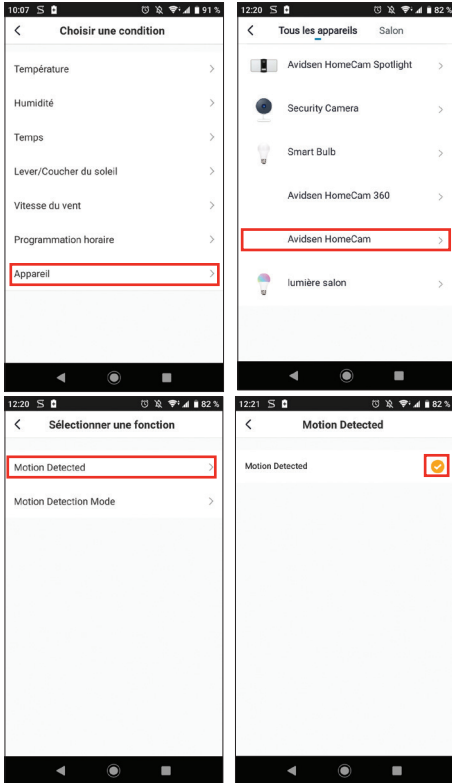 10:07 S 91 %
Choisir une condition
Température
Humidité
Temps
Lever/Coucher du soleil
Vitesse du vent
Programmation horaire
Appareil
12:20 S 82 %
Tous les appareils Salon
Avidsen HomeCam Spotlight
Security Camera
Smart Bulb
Avidsen HomeCam 360
Avidsen HomeCam
lumière salon
12:20 S 82 %
Sélectionner une fonction
Motion Detected
Motion Detection Mode
12:21 S 82 %
Motion Detected
Motion Detected